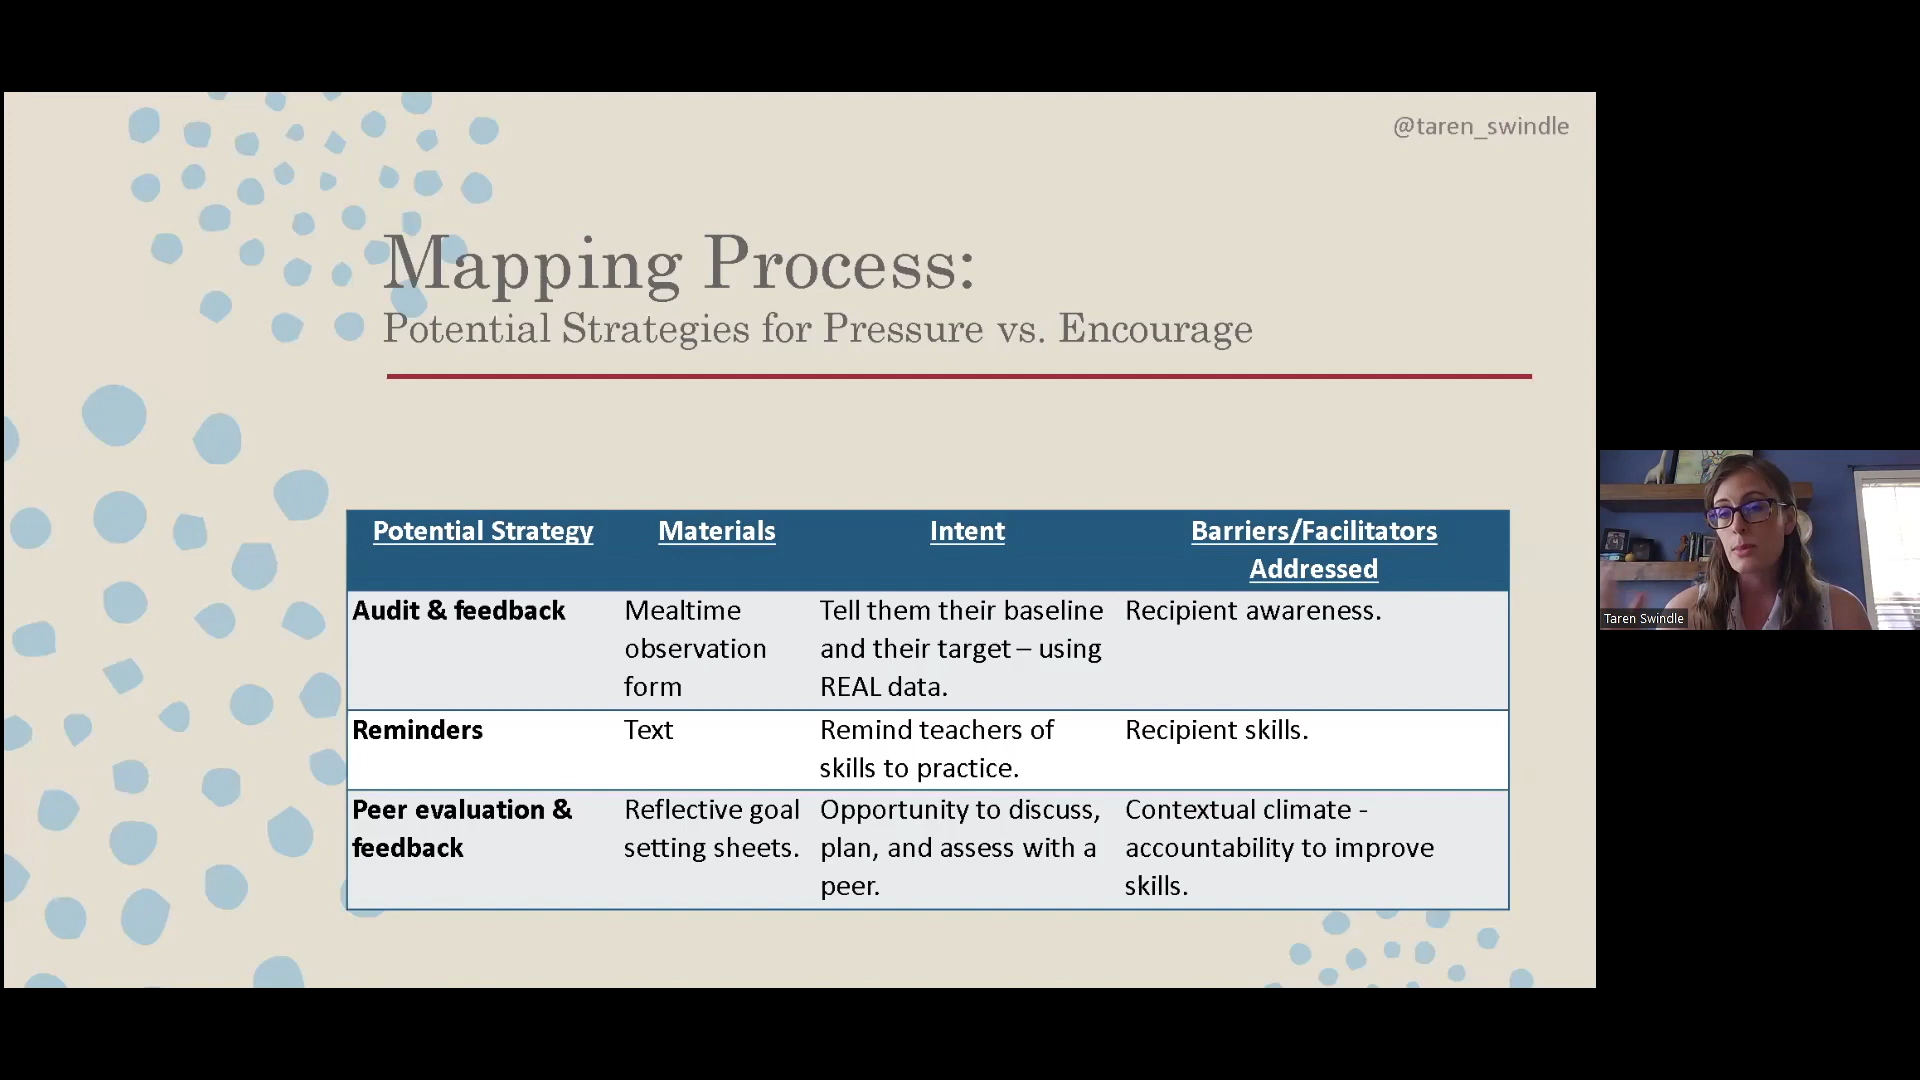 @taren_swindle
Mapping Process:
Potential Strategies for Pressure vs. Encourage
Potential Strategy
Materials
Intent
Barriers/Facilitators
Addressed
Audit & feedback
Mealtime
observation
form
Tell them their baseline
and their target – using
REAL data.
Recipient awareness.
Reminders
Text
Remind teachers of
skills to practice.
Recipient skills.
Peer evaluation &
feedback
Reflective goal
setting sheets.
Opportunity to discuss,
plan, and assess with a
peer.
Contextual climate -
accountability to improve
skills.
Taren Swindle